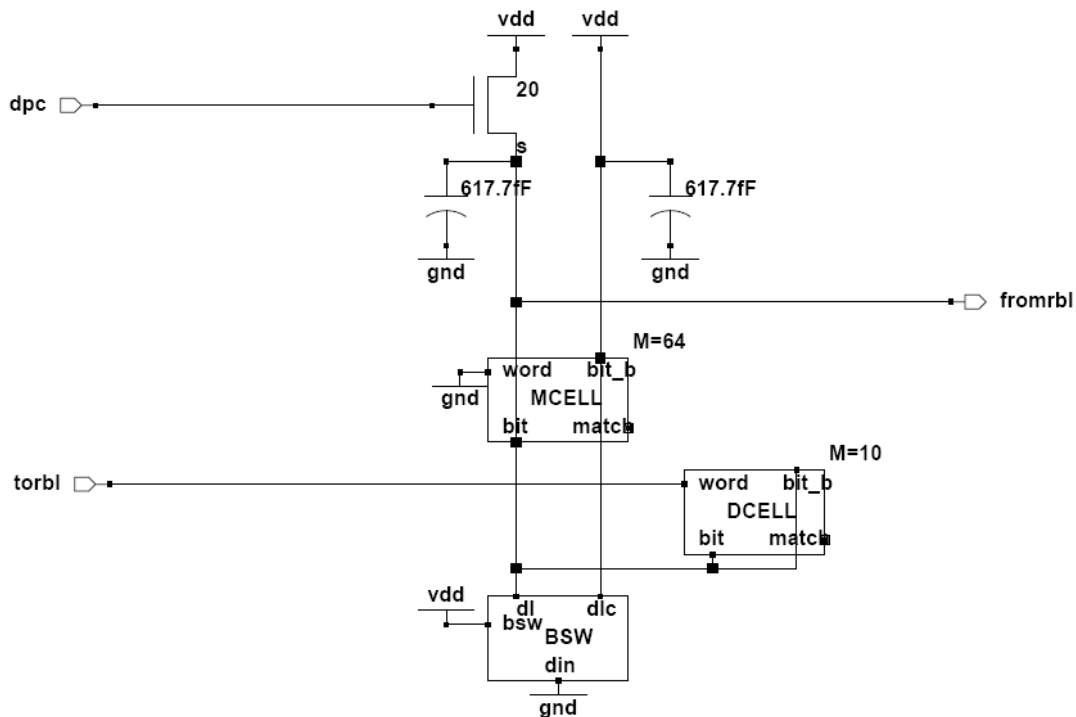 vdd vdd
dpc
20
s
617.7fF 617.7fF
gnd gnd
fromrbl
M=64
word bit_b
gnd
MCELL
bit match
M=10
torbl
word bit_b
DCELL
bit match
vdd
dl dlc
bsw
BSW
din
gnd